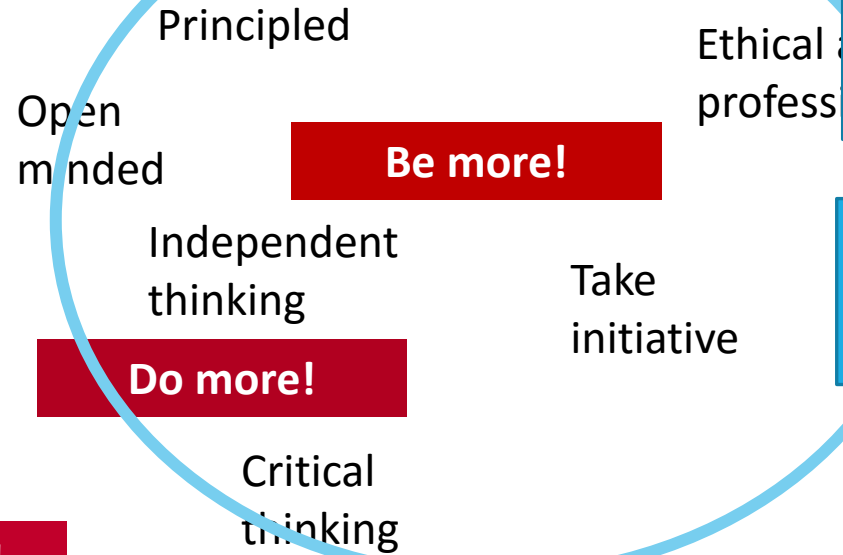 Principled
Ethical
Open
minded
Be more!
Independent
thinking
Take
initiative
Do more!
Critical
thinking